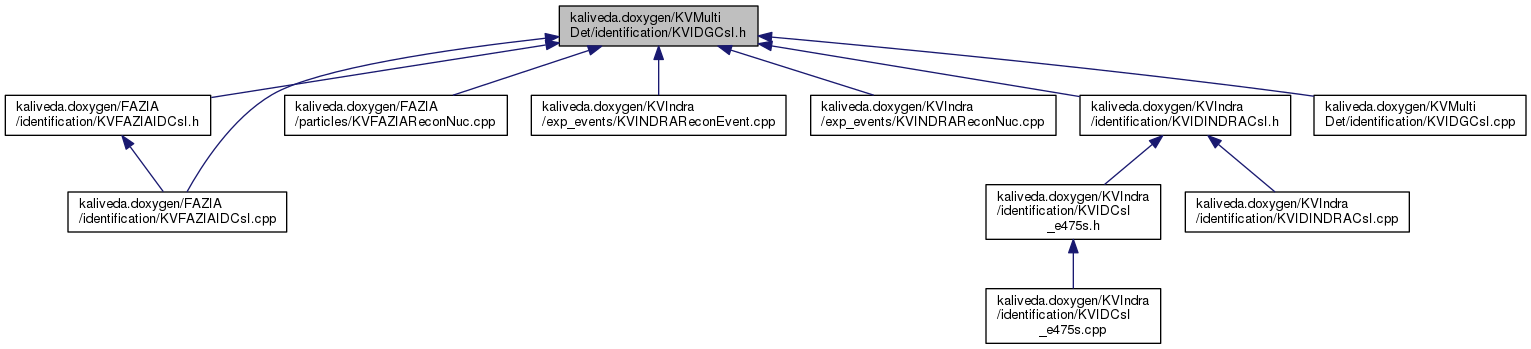 kaliveda.doxygen/KVMulti
Det/identification/KVIDGCsI.h
kaliveda.doxygen/FAZIA
/identification/KVFAZIAIDCsI.h
kaliveda.doxygen/FAZIA
/particles/KVFAZIAReconNuc.cpp
kaliveda.doxygen/KVIndra
/exp_events/KVINDRAReconEvent.cpp
kaliveda.doxygen/KVIndra
/exp_events/KVINDRAReconNuc.cpp
kaliveda.doxygen/KVIndra
/identification/KVIDINDRACsI.h
kaliveda.doxygen/KVMulti
Det/identification/KVIDGCsI.cpp
kaliveda.doxygen/FAZIA
/identification/KVFAZIAIDCsI.cpp
kaliveda.doxygen/KVIndra
/identification/KVIDCsI
_e475s.h
kaliveda.doxygen/KVIndra
/identification/KVIDINDRACsI.cpp
kaliveda.doxygen/KVIndra
/identification/KVIDCsI
_e475s.cpp